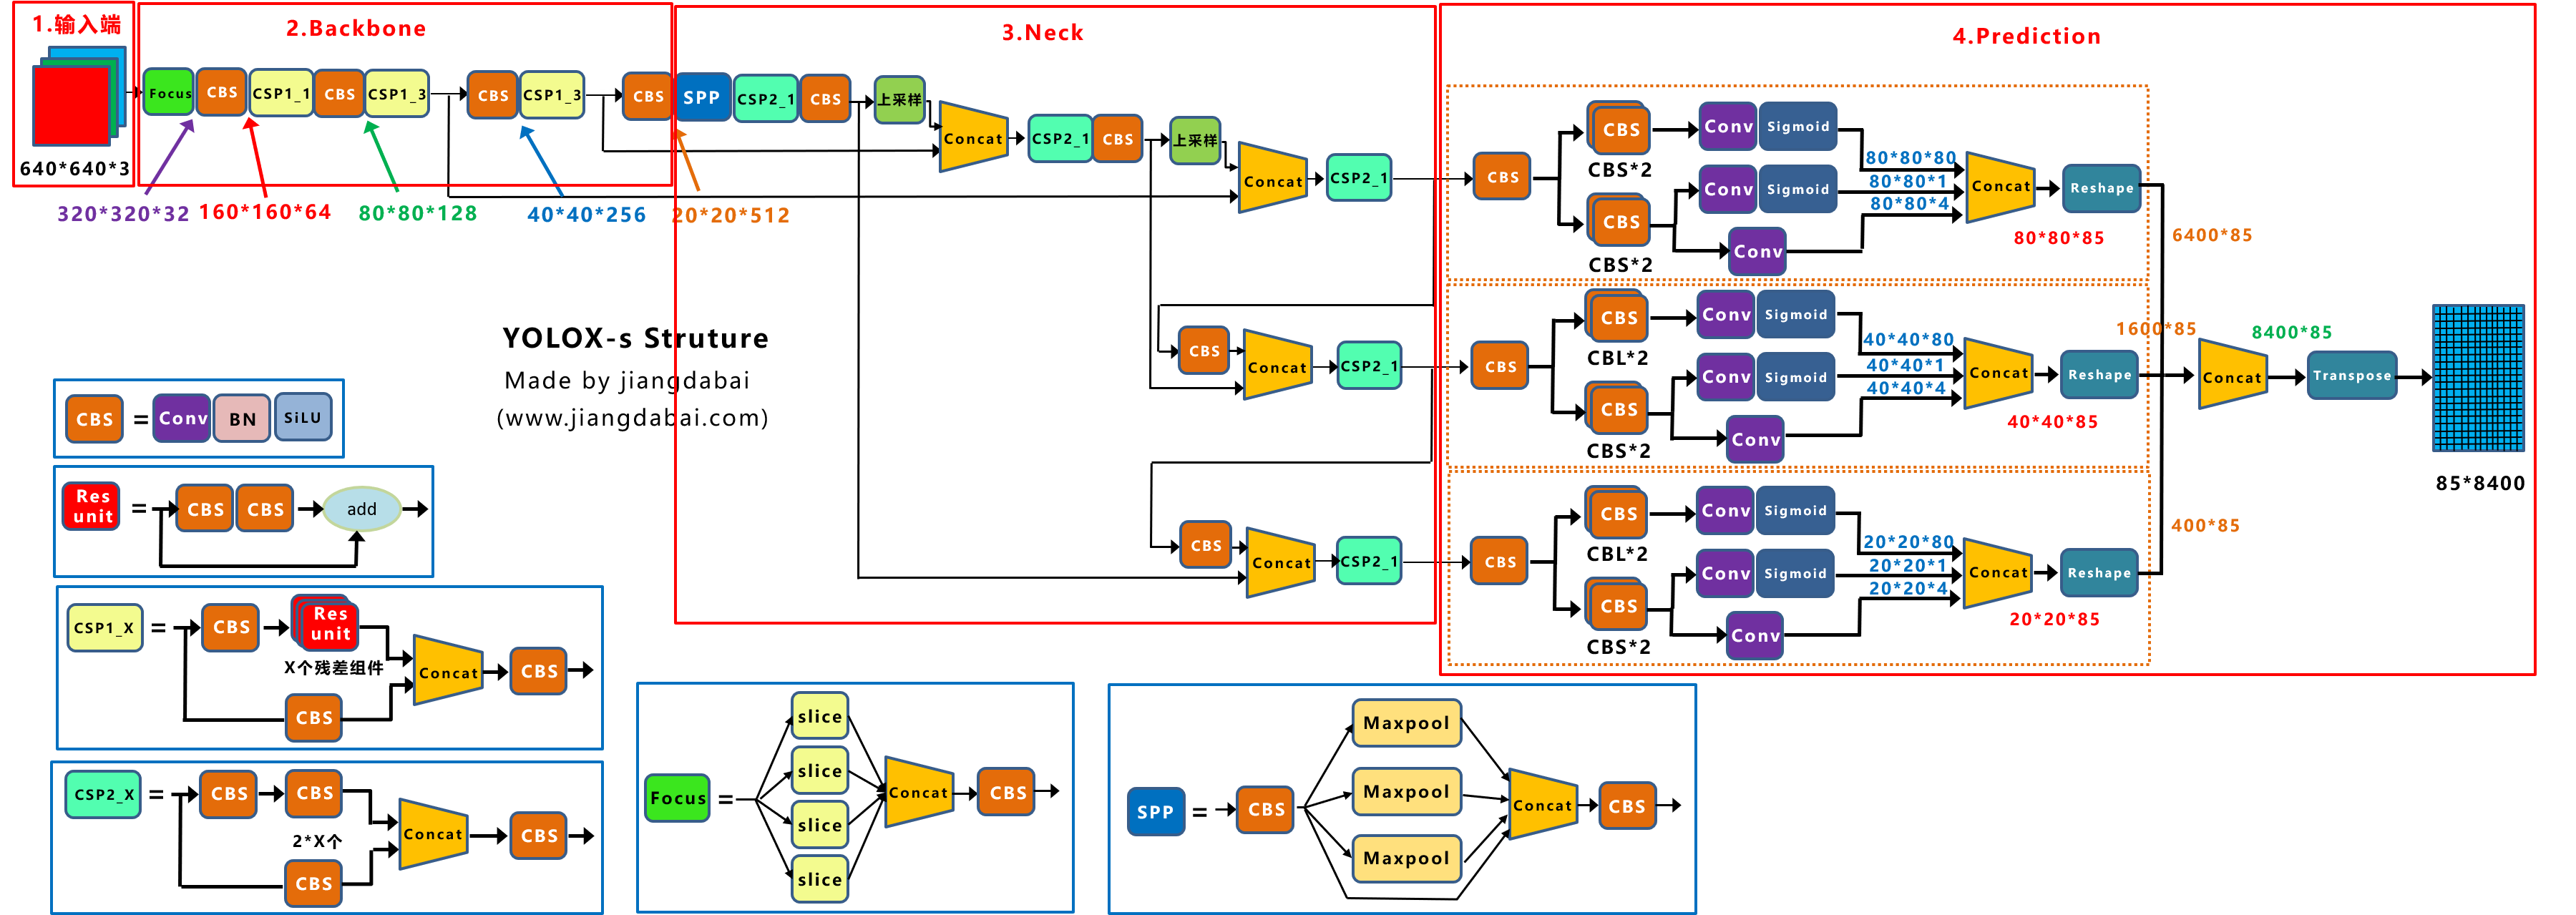 1.输入端
2.Backbone
3.Neck
4.Prediction
640*640*3
Focus
CBS
CSP1_1
CBS
CSP1_3
CBS
CSP1_3
CBS
SPP
CSP2_1
CBS
上采样
Concat
CSP2_1
CBS
上采样
Concat
CSP2_1
320*320*32
160*160*64
80*80*128
40*40*256
20*20*512
CBS
Concat
CSP2_1
CBS
Concat
CSP2_1
CBS
CBS
CBS*2
CBS
CBS*2
Conv
Sigmoid
Conv
Sigmoid
Conv
80*80*80
80*80*1
80*80*4
Concat
Reshape
80*80*85
6400*85
CBS
CBS
CBL*2
CBS
CBS*2
Conv
Sigmoid
Conv
Sigmoid
Conv
40*40*80
40*40*1
40*40*4
Concat
Reshape
40*40*85
1600*85
CBS
CBS
CBL*2
CBS
CBS*2
Conv
Sigmoid
Conv
Sigmoid
Conv
20*20*80
20*20*1
20*20*4
Concat
Reshape
20*20*85
400*85
Concat
8400*85
Transpose
85*8400
YOLOX-s Struture
Made by jiangdabai
(www.jiangdabai.com)
CBS
=
Conv
BN
SiLU
Res
unit
=
CBS
CBS
add
CSP1_X
=
CBS
Res
unit
X个残差组件
CBS
Concat
CBS
CSP2_X
=
CBS
CBS
2*X个
CBS
Concat
CBS
Focus
=
slice
slice
slice
slice
Concat
CBS
SPP
=
CBS
Maxpool
Maxpool
Maxpool
Concat
CBS